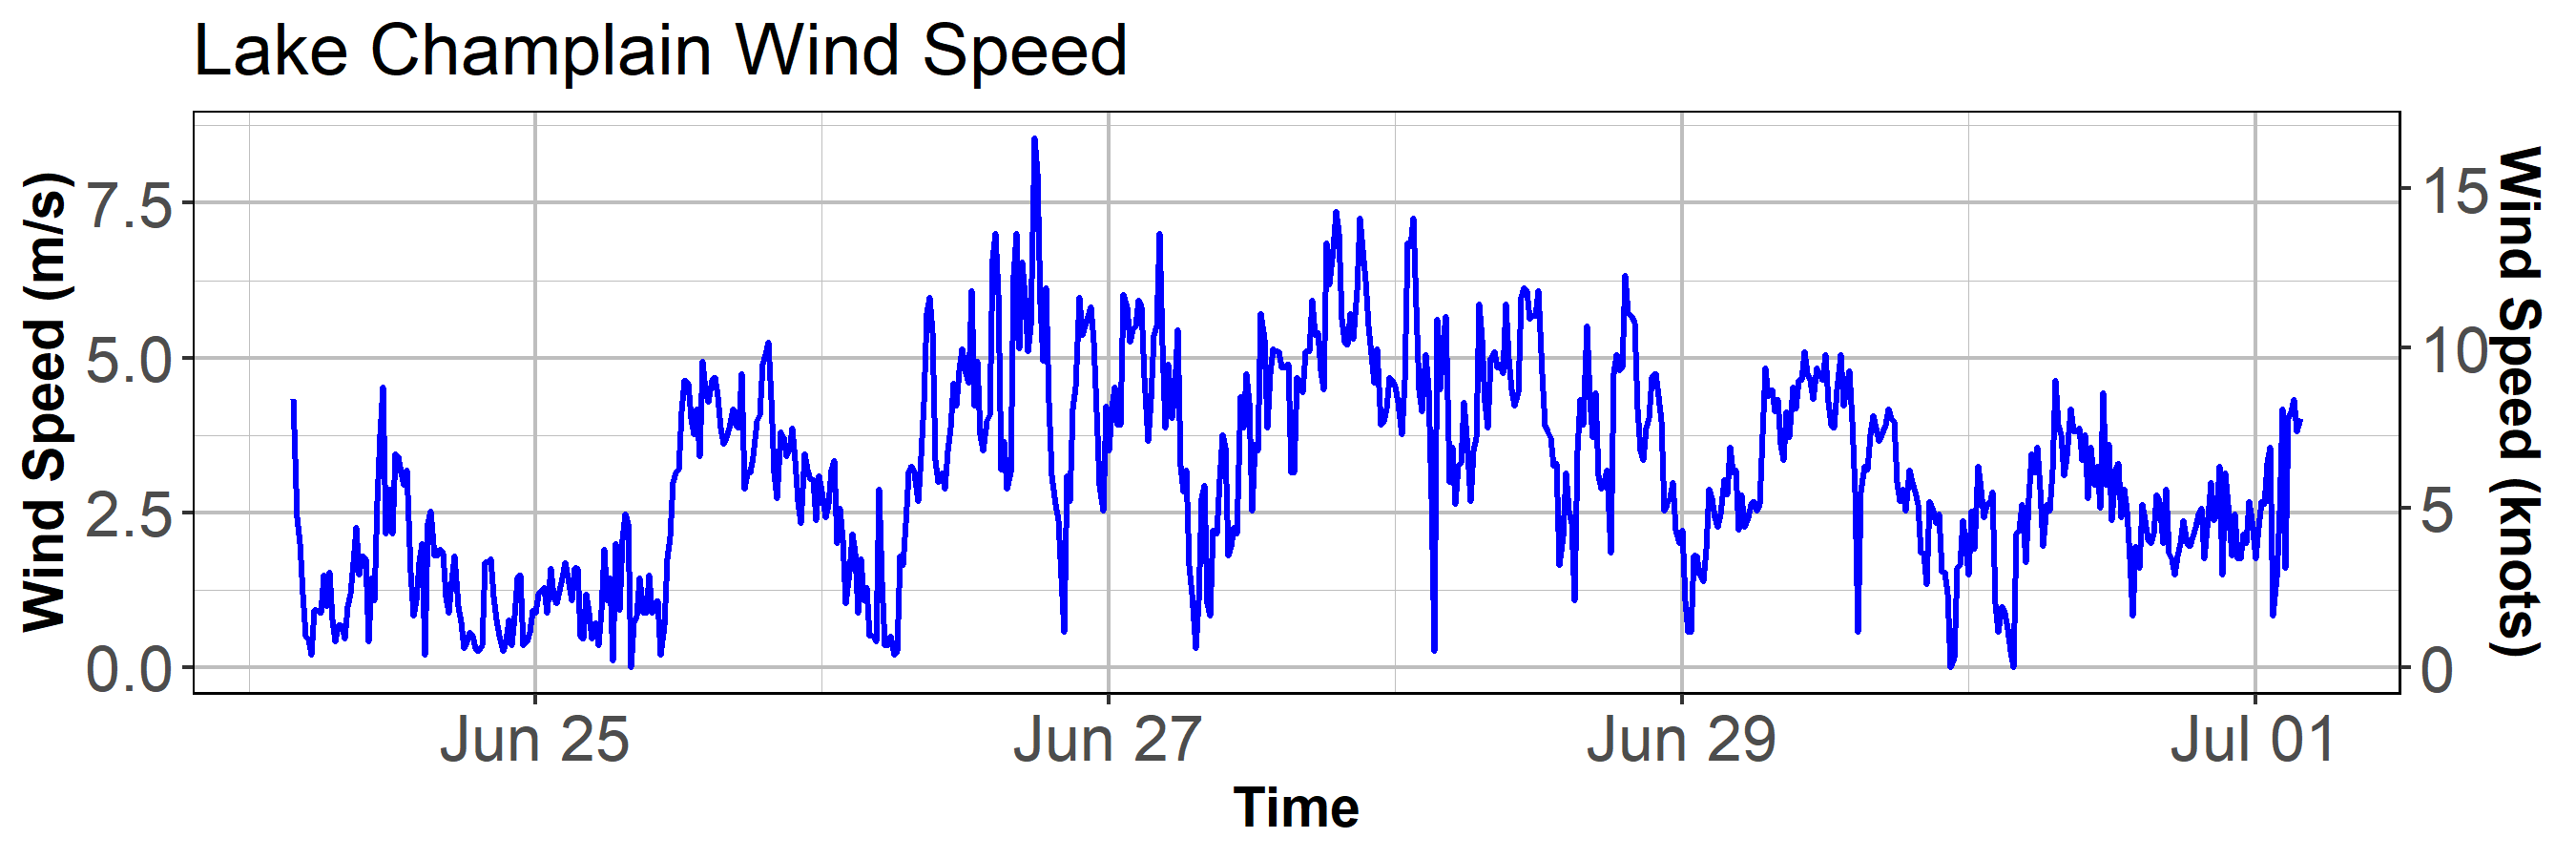 Lake Champlain Wind Speed
Wind Speed (m/s)
7.5
5.0
2.5
0.0
15
10
5
0
Wind Speed (knots)
Jun 25
Jun 27
Jun 29
Jul 01
Time